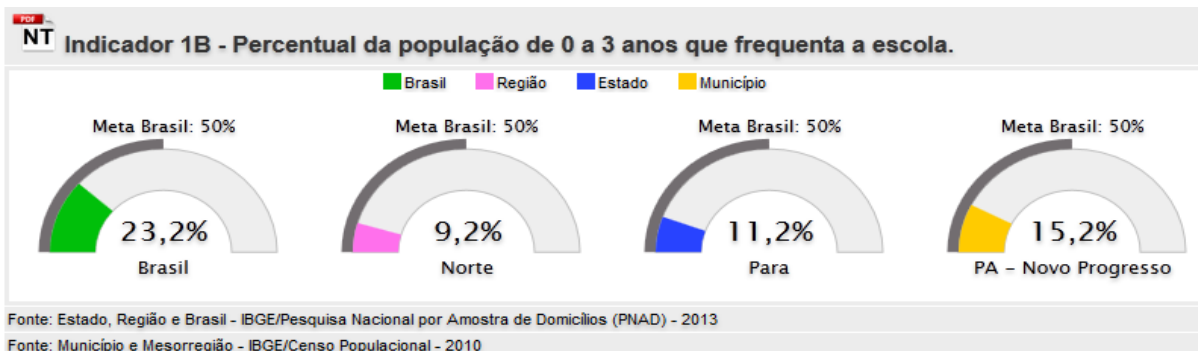 PDF
NT Indicador 1B - Percentual da população de 0 a 3 anos que frequenta a escola.
Brasil Região Estado Município
Meta Brasil: 50% Meta Brasil: 50% Meta Brasil: 50% Meta Brasil: 50%
23,2% 9,2% 11,2% 15,2%
Brasil Norte Para PA - Novo Progresso
Fonte: Estado, Região e Brasil - IBGE/Pesquisa Nacional por Amostra de Domicílios (PNAD) - 2013
Fonte: Município e Mesorregião - IBGE/Censo Populacional - 2010